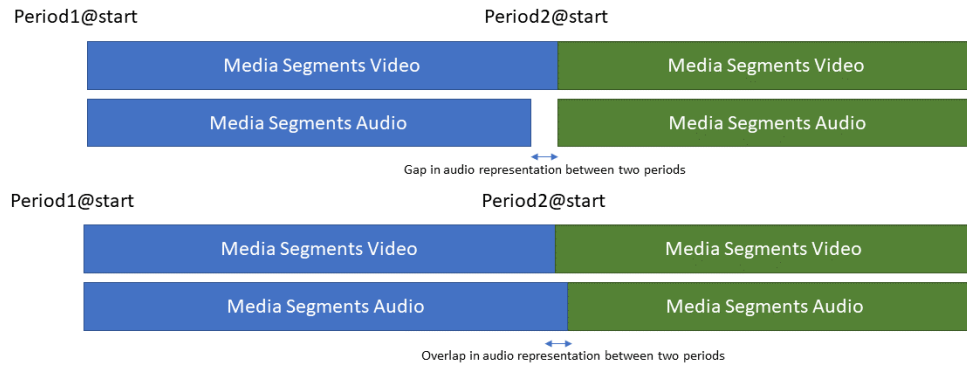 Period1@start Period2@start
Media Segments Video Media Segments Video
Media Segments Audio Media Segments Audio
Gap in audio representation between two periods
Period1@start Period2@start
Media Segments Video Media Segments Video
Media Segments Audio Media Segments Audio
Overlap in audio representation between two periods